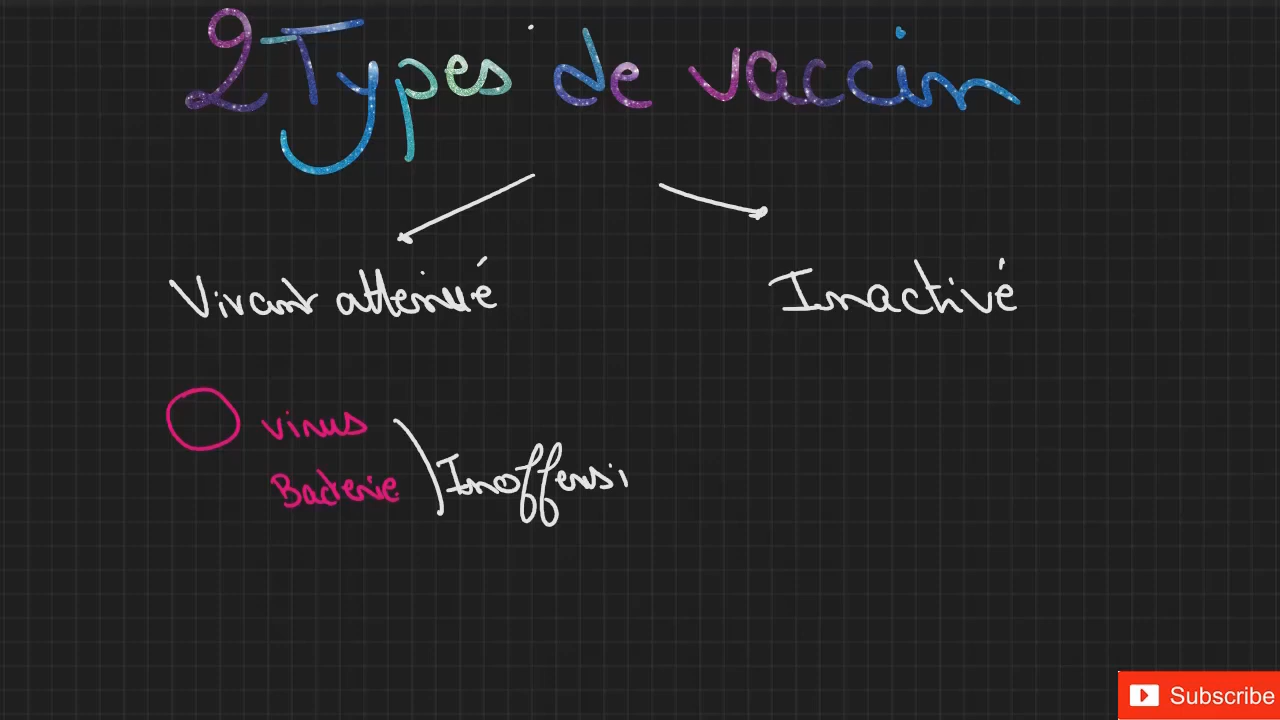 2 Types de vaccin
Vivant atténué
Inactivé
virus
Bacterie
Inoffensi
Subscribe